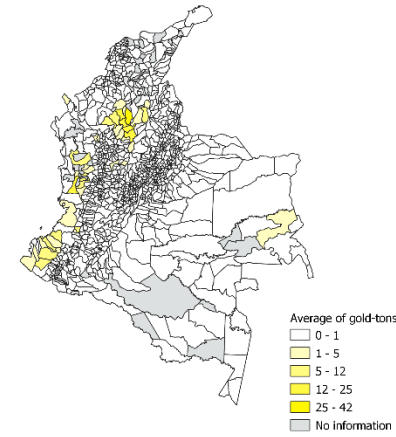 Average of gold-tons
0 - 1
1 - 5
5 - 12
12 - 25
25 - 42
No information